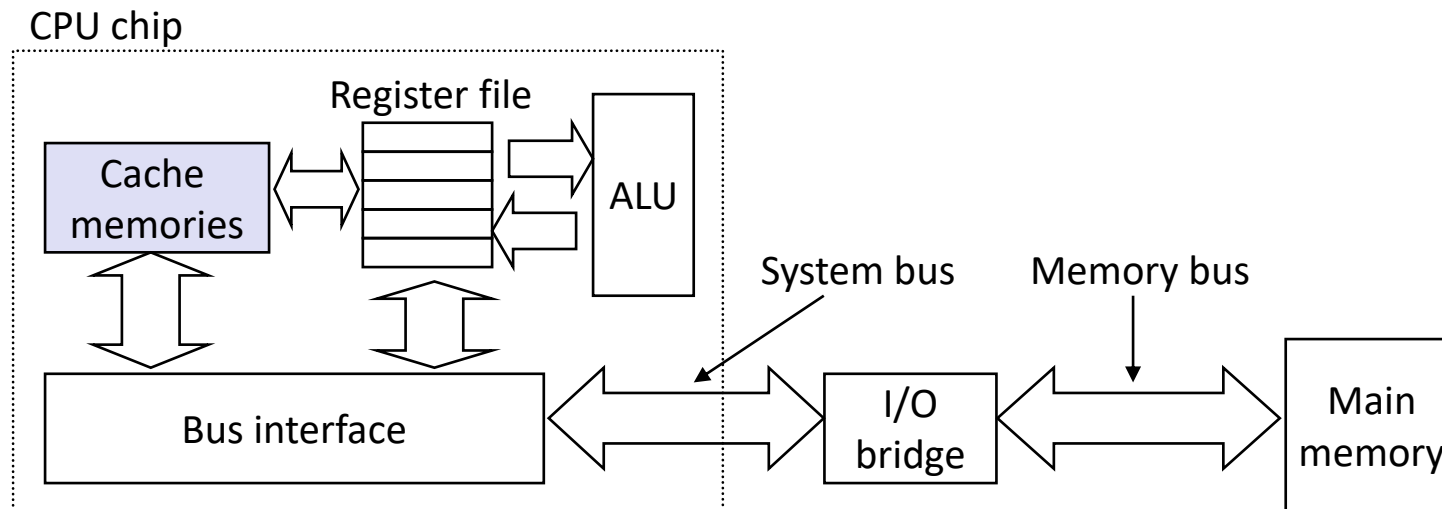 CPU chip
Register file
Cache
memories
ALU
System bus
Memory bus
Bus interface
I/O
bridge
Main
memory